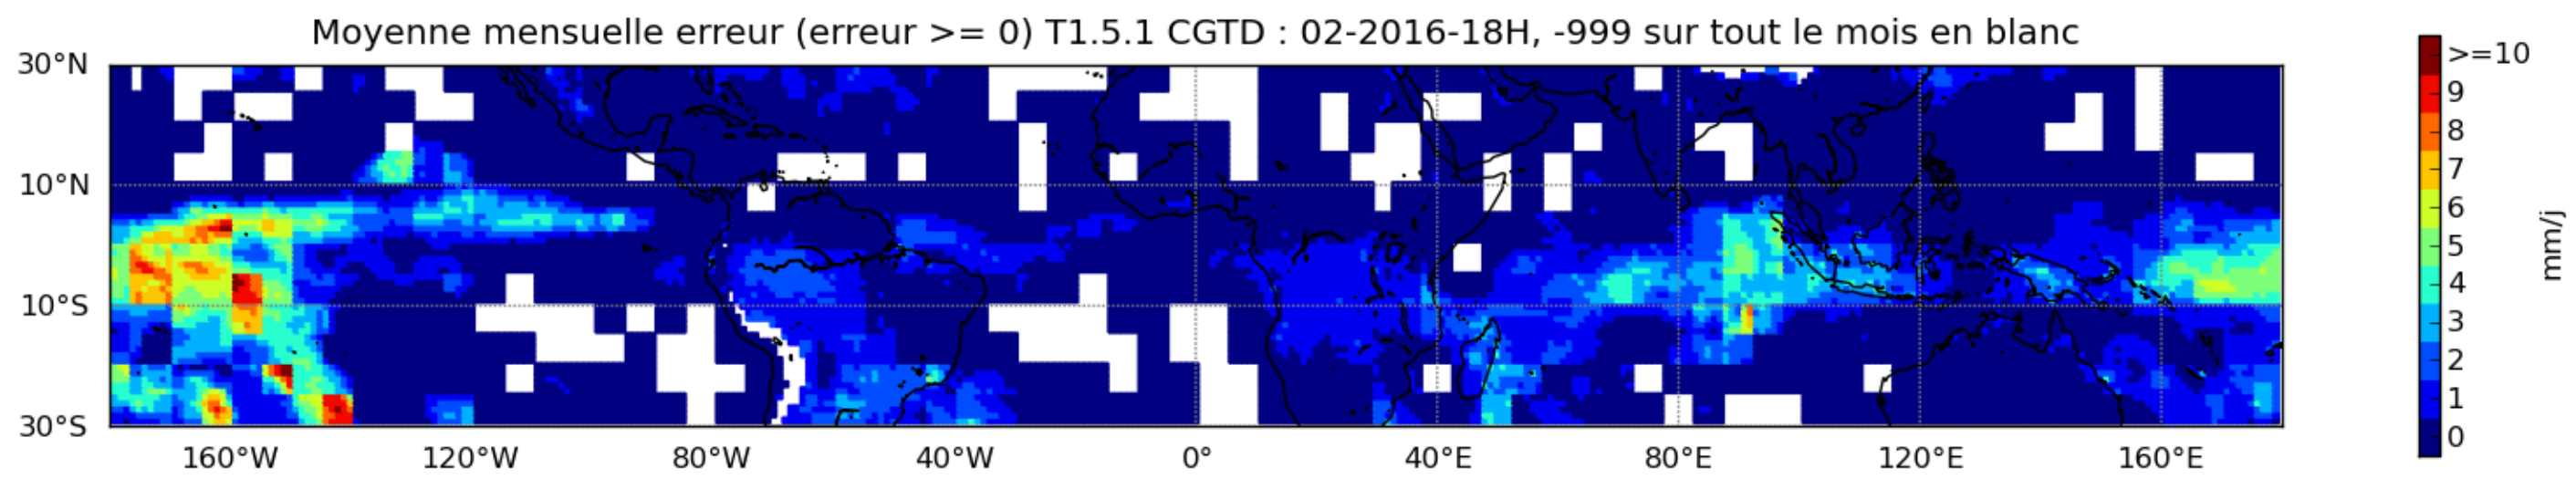 Moyenne mensuelle erreur (erreur >= 0) T1.5.1 CGTD : 02-2016-18H, -999 sur tout le mois en blanc
30°N
10°N
10°S
30°S
160°W 120°W 80°W 40°W 0° 40°E 80°E 120°E 160°E
>=10
9
8
7
6
5
4
3
2
1
0
mm/j